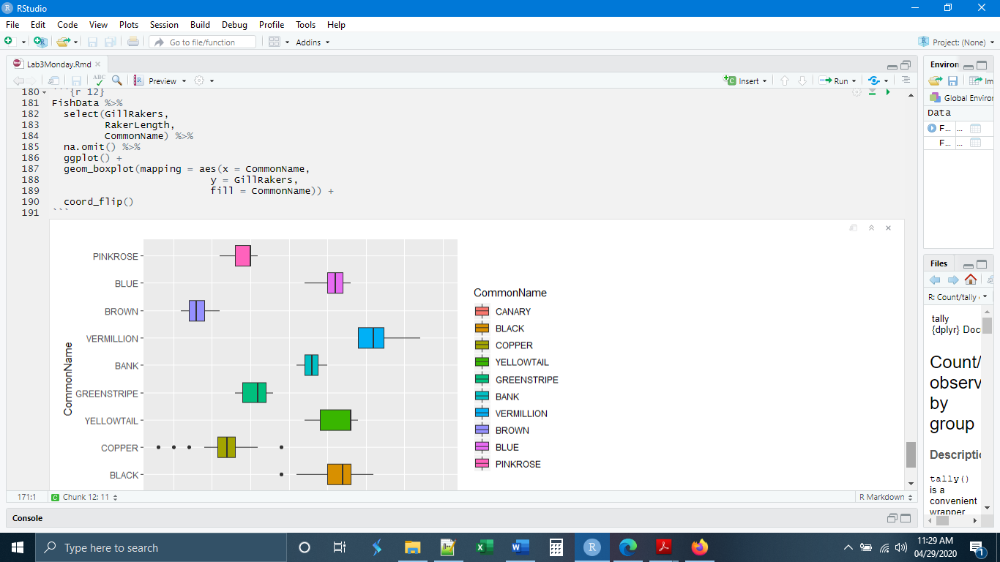 RStudio
File Edit Code View Plots Session Build Debug Profile Tools Help
Go to file/function Addins Project: (None)
Lab3Monday.Rmd
ABC Preview Insert Run
180 ```{r 12}
181 FishData %>%
182 select(GillRakers,
183 RakerLength,
184 CommonName) %>%
185 na.omit() %>%
186 ggplot() +
187 geom_boxplot(mapping = aes(x = CommonName,
188 y = GillRakers,
189 fill = CommonName)) +
190 coord_flip()
191 ```
CommonName
PINKROSE
BLUE
BROWN
VERMILLION
BANK
GREENSTRIPE
YELLOWTAIL
COPPER
BLACK
CommonName
CANARY
BLACK
COPPER
YELLOWTAIL
GREENSTRIPE
BANK
VERMILLION
BROWN
BLUE
PINKROSE
171:1 C Chunk 12: 11 R Markdown
Console
Environ
Im
Global Environ
Data
F... ...
F... ...
Files
R: Count/tally
tally
{dplyr} Doc
Count/
observ
by
group
Descriptio
tally()
is a
convenient
wrapper
Type here to search
11:29 AM
04/29/2020
1